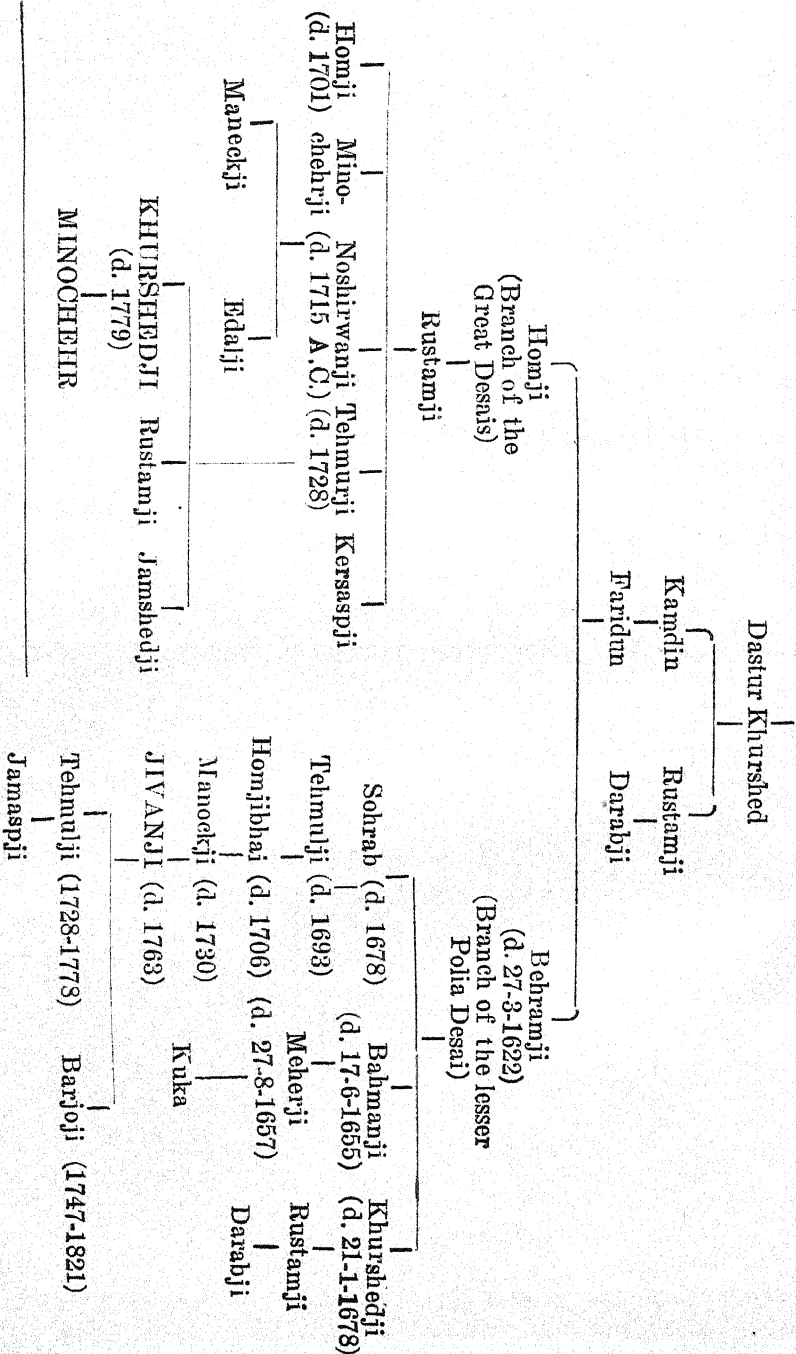 Dastur Khurshed
Kamdin Rustamji
Faridun Darabji
Homji
(Branch of the
Great Desais)
Behramji
(d. 27-3-1622)
(Branch of the lesser
Polia Desai)
Rustamji
Homji Mino- Noshirwanji Tehmurji Kersaspji
(d. 1701) chehrji (d. 1715 A.C.) (d. 1728)
Maneckji Edalji
KHURSHEDJI Rustamji Jamshedji
(d. 1779)
MINOCHEHR
Sohrab (d. 1678) Bahmanji Khurshedji
(d. 17-6-1655) (d. 21-1-1678)
Tehmulji (d. 1693) Meherji Rustamji
Homjibhai (d. 1706) (d. 27-8-1657) Darabji
Manockji (d. 1730) Kuka
JIVANJI (d. 1763)
Tehmulji (1728-1778) Barjoji (1747-1821)
Jamaspji